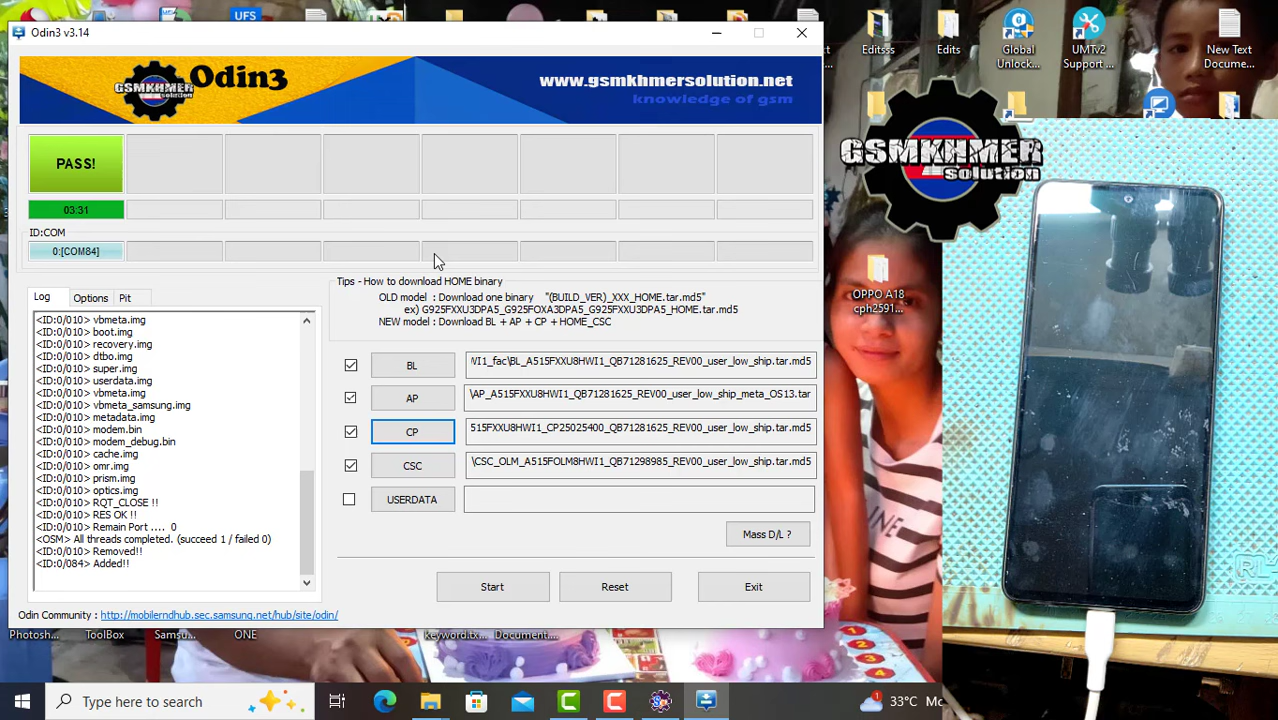 UFS
Odin3 v3.14
Editsss
Edits
Global
Unlock...
UMTv2
Support ...
New Text
Docume...
GSMKHMER
solution
Odin3
www.gsmkhmersolution.net
knowledge of gsm
GSMKHMER
solution
PASS!
03:31
ID:COM
0:[COM84]
OPPO A18
cph2591...
Log
Options
Pit
Tips - How to download HOME binary
OLD model : Download one binary "(BUILD_VER)_XXX_HOME.tar.md5"
ex) G925FXXU3DPA5_G925FOXA3DPA5_G925FXXU3DPA5_HOME.tar.md5
NEW model : Download BL + AP + CP + HOME_CSC
<ID:0/010> vbmeta.img
<ID:0/010> boot.img
<ID:0/010> recovery.img
<ID:0/010> dtbo.img
<ID:0/010> super.img
<ID:0/010> userdata.img
<ID:0/010> vbmeta.img
<ID:0/010> vbmeta_samsung.img
<ID:0/010> metadata.img
<ID:0/010> modem.bin
<ID:0/010> modem_debug.bin
<ID:0/010> cache.img
<ID:0/010> omr.img
<ID:0/010> prism.img
<ID:0/010> optics.img
<ID:0/010> RQT_CLOSE !!
<ID:0/010> RES OK !!
<ID:0/010> Remain Port .... 0
<OSM> All threads completed. (succeed 1 / failed 0)
<ID:0/010> Removed!!
<ID:0/084> Added!!
BL
WI1_fac\BL_A515FXXU8HWI1_QB71281625_REV00_user_low_ship.tar.md5
AP
\AP_A515FXXU8HWI1_QB71281625_REV00_user_low_ship_meta_OS13.tar
CP
515FXXU8HWI1_CP25025400_QB71281625_REV00_user_low_ship.tar.md5
CSC
\CSC_OLM_A515FOLM8HWI1_QB71298985_REV00_user_low_ship.tar.md5
USERDATA
Mass D/L ?
Start
Reset
Exit
Odin Community : http://mobilerndhub.sec.samsung.net/hub/site/odin/
Photosh...
ToolBox
Samsu...
ONE
keyword.tx...
Document....
Type here to search
33°C